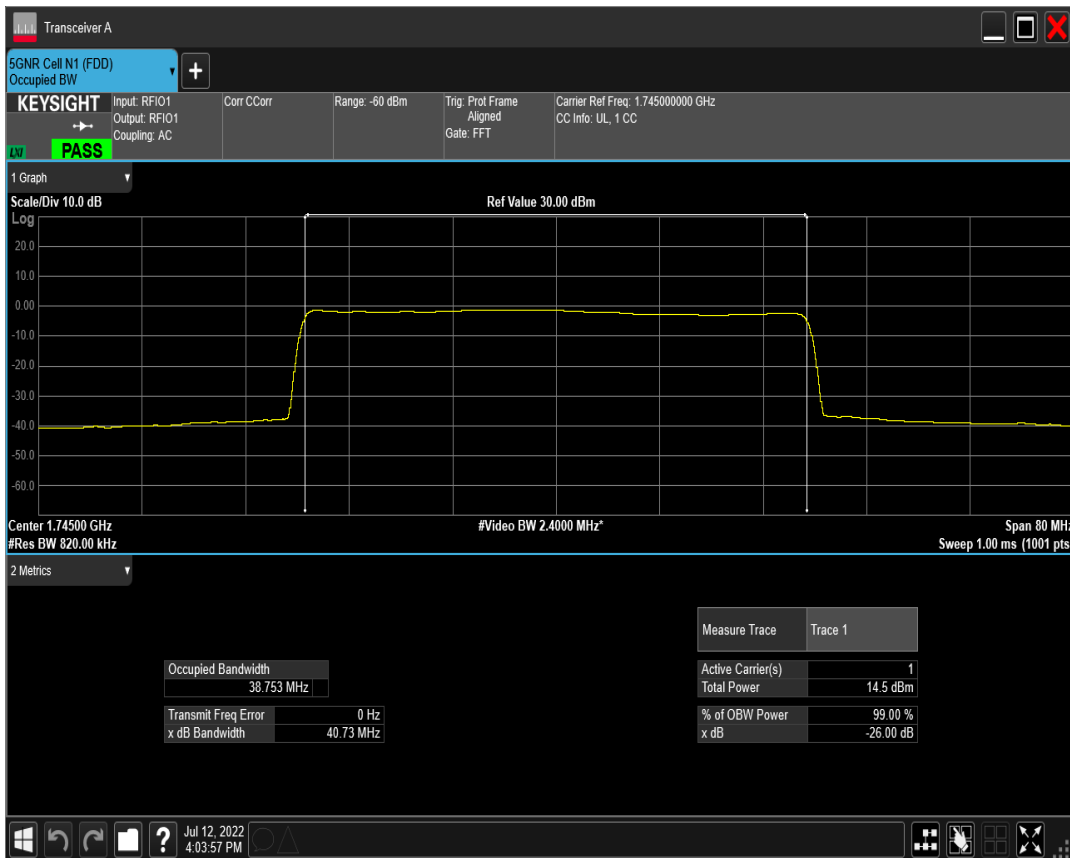 Transceiver A
5GNR Cell N1 (FDD)
Occupied BW
+
KEYSIGHT
LXI
PASS
Input: RFIO1
Output: RFIO1
Coupling: AC
Corr CCorr
Range: -60 dBm
Trig: Prot Frame
Aligned
Gate: FFT
Carrier Ref Freq: 1.745000000 GHz
CC Info: UL, 1 CC
1 Graph
Scale/Div 10.0 dB
Ref Value 30.00 dBm
Log
20.0
10.0
0.00
-10.0
-20.0
-30.0
-40.0
-50.0
-60.0
Center 1.74500 GHz
#Video BW 2.4000 MHz*
Span 80 MHz
#Res BW 820.00 kHz
Sweep 1.00 ms (1001 pts
2 Metrics
Measure Trace Trace 1
Occupied Bandwidth
38.753 MHz
Active Carrier(s) 1
Total Power 14.5 dBm
Transmit Freq Error 0 Hz
x dB Bandwidth 40.73 MHz
% of OBW Power 99.00 %
x dB -26.00 dB
?
Jul 12, 2022
4:03:57 PM